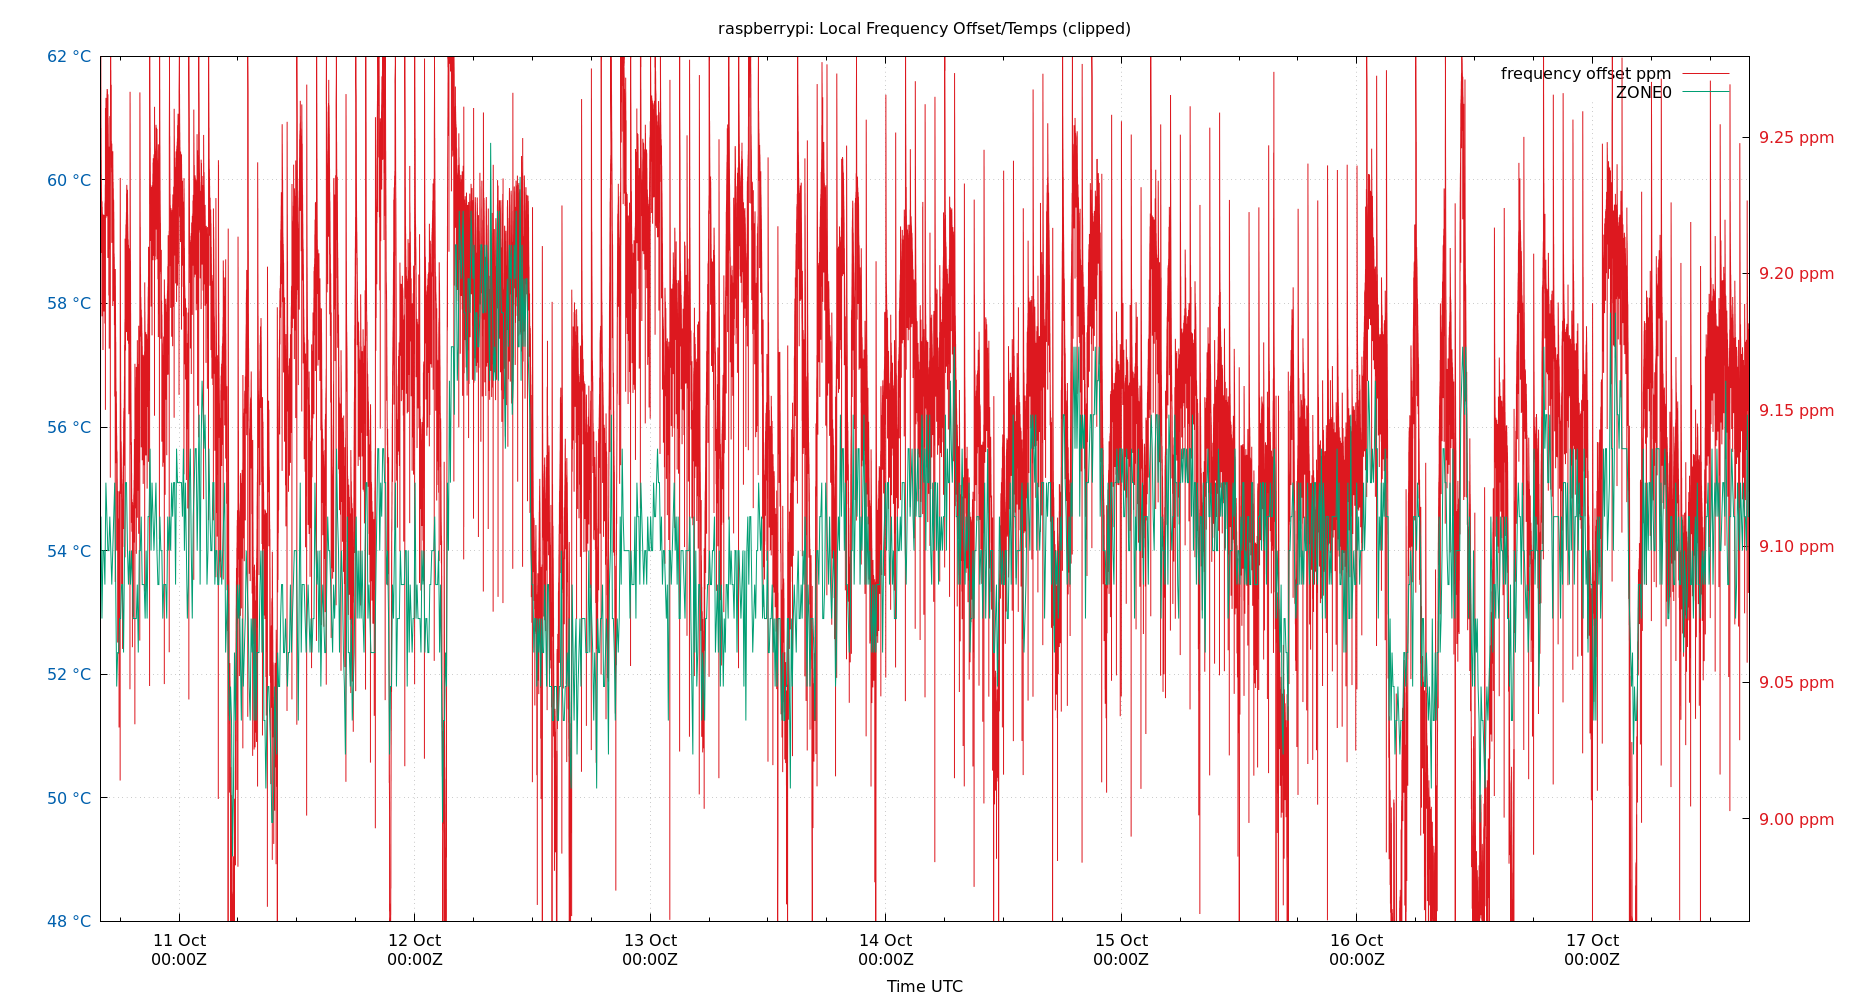 raspberrypi: Local Frequency Offset/Temps (clipped)
62 °C
60 °C
58 °C
56 °C
54 °C
52 °C
50 °C
48 °C
frequency offset ppm
ZONE0
9.25 ppm
9.20 ppm
9.15 ppm
9.10 ppm
9.05 ppm
9.00 ppm
11 Oct
00:00Z
12 Oct
00:00Z
13 Oct
00:00Z
14 Oct
00:00Z
15 Oct
00:00Z
16 Oct
00:00Z
17 Oct
00:00Z
Time UTC